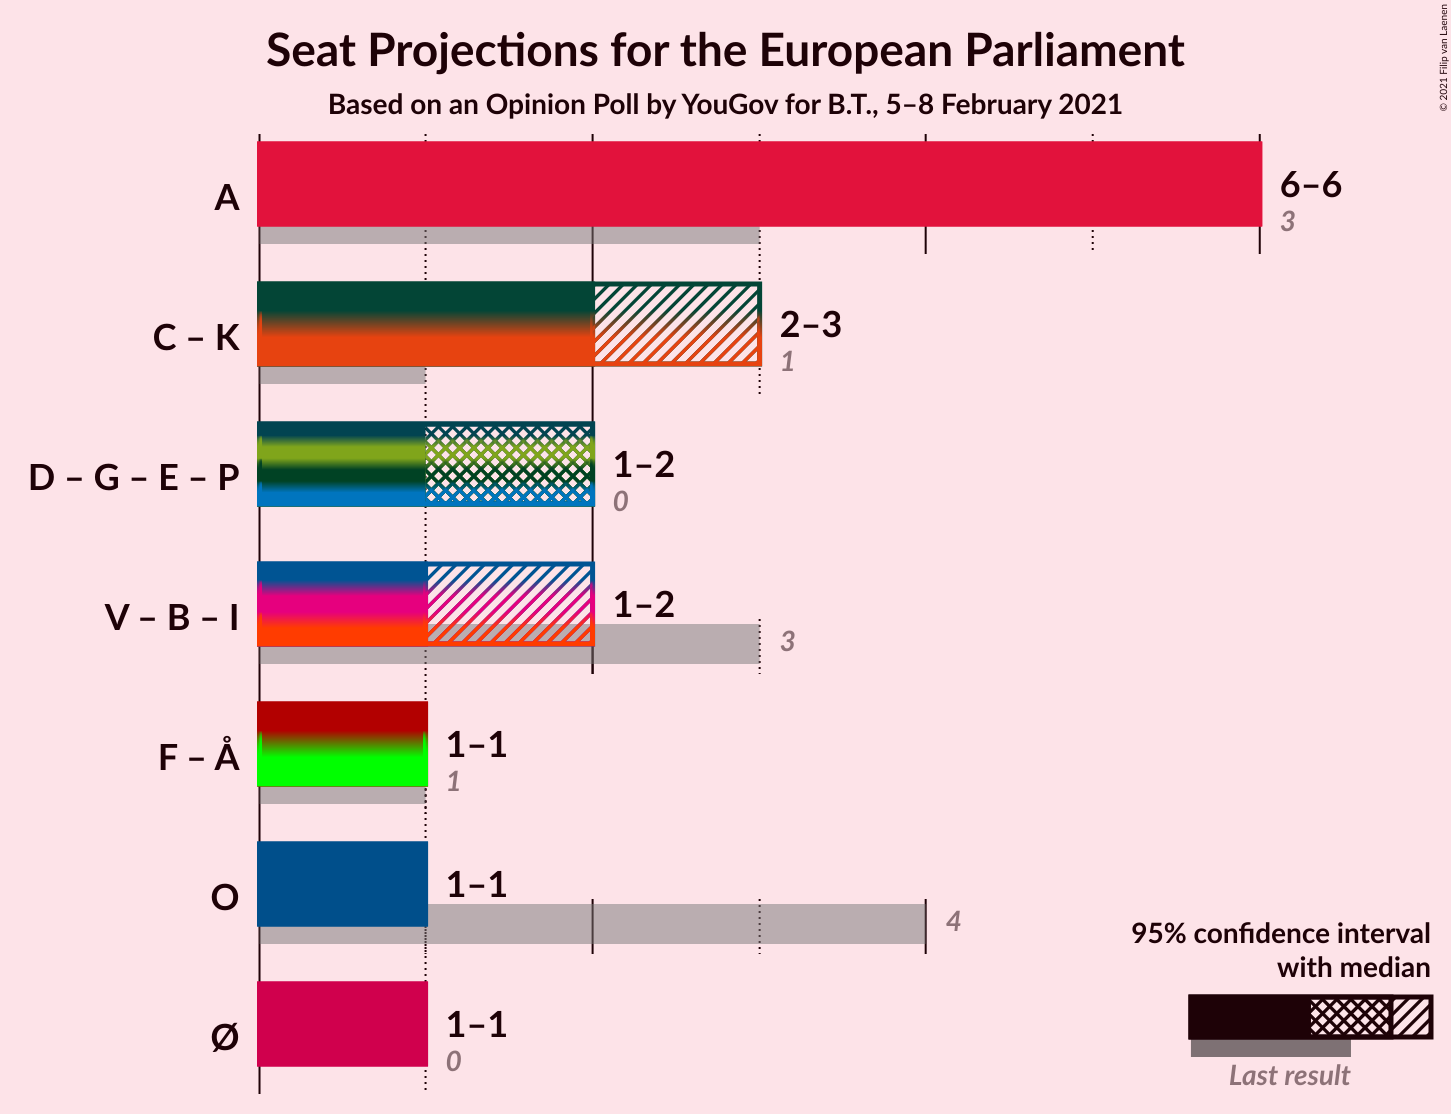 Seat Projections for the European Parliament
Based on an Opinion Poll by YouGov for B.T., 5–8 February 2021
© 2021 Filip van Laenen
A
6–6
3
C – K
2–3
1
D – G – E – P
1–2
0
V – B – I
1–2
3
F – Å
1–1
1
O
1–1
4
Ø
1–1
0
95% confidence interval
with median
Last result